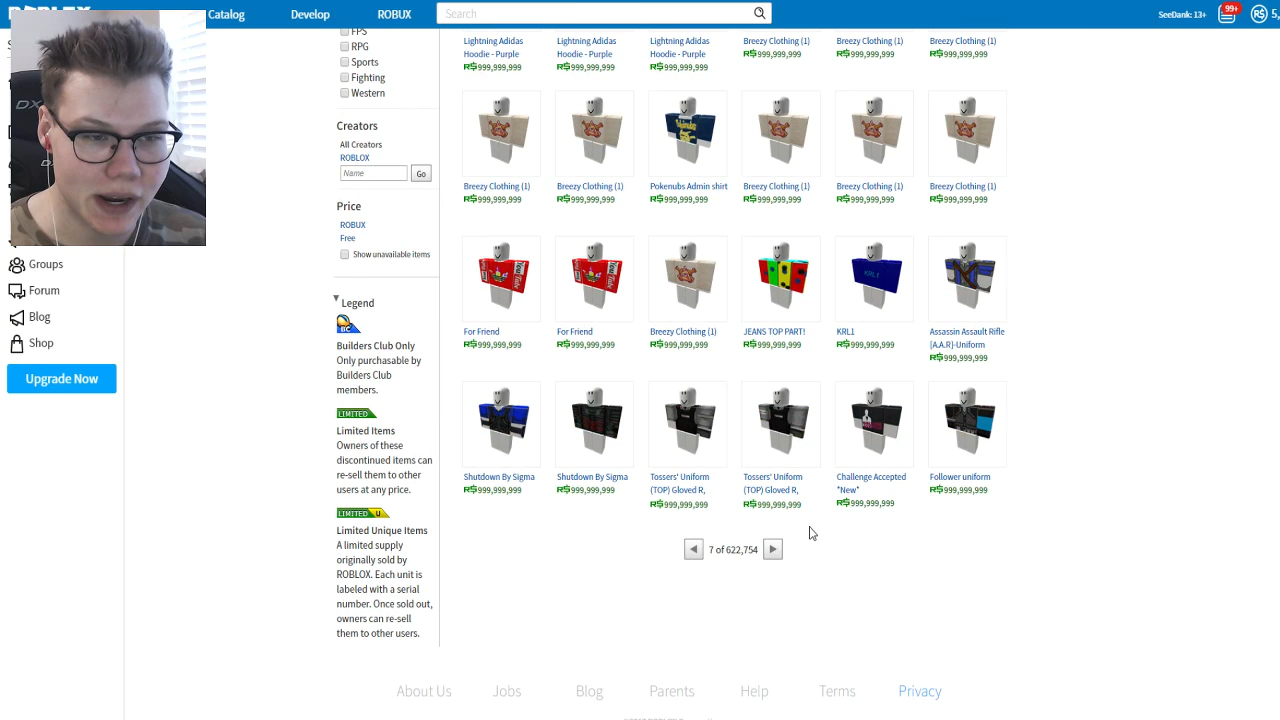 Catalog Develop ROBUX Search SeeDank: 13+ 99+
FPS
RPG
Sports
Fighting
Western
Creators
All Creators
ROBLOX
Name Go
Price
ROBUX
Free
Show unavailable items
Legend
BC
Builders Club Only
Only purchasable by
Builders Club
members.
LIMITED
Limited Items
Owners of these
discontinued items can
re-sell them to other
users at any price.
LIMITED U
Limited Unique Items
A limited supply
originally sold by
ROBLOX. Each unit is
labeled with a serial
number. Once sold out,
owners can re-sell
them to other users.
Groups
Forum
Blog
Shop
Upgrade Now
Lightning Adidas Lightning Adidas Lightning Adidas Breezy Clothing (1) Breezy Clothing (1) Breezy Clothing (1)
Hoodie - Purple Hoodie - Purple Hoodie - Purple R$999,999,999 R$999,999,999 R$999,999,999
R$999,999,999 R$999,999,999 R$999,999,999
Breezy Clothing (1) Breezy Clothing (1) Pokenubs Admin shirt Breezy Clothing (1) Breezy Clothing (1) Breezy Clothing (1)
R$999,999,999 R$999,999,999 R$999,999,999 R$999,999,999 R$999,999,999 R$999,999,999
For Friend For Friend Breezy Clothing (1) JEANS TOP PART! KRL1 Assassin Assault Rifle
R$999,999,999 R$999,999,999 R$999,999,999 R$999,999,999 R$999,999,999 [A.A.R]-Uniform
R$999,999,999
Shutdown By Sigma Shutdown By Sigma Tossers' Uniform Tossers' Uniform Challenge Accepted Follower uniform
R$999,999,999 R$999,999,999 (TOP) Gloved R, (TOP) Gloved R, *New* R$999,999,999
R$999,999,999 R$999,999,999 R$999,999,999
7 of 622,754
About Us Jobs Blog Parents Help Terms Privacy